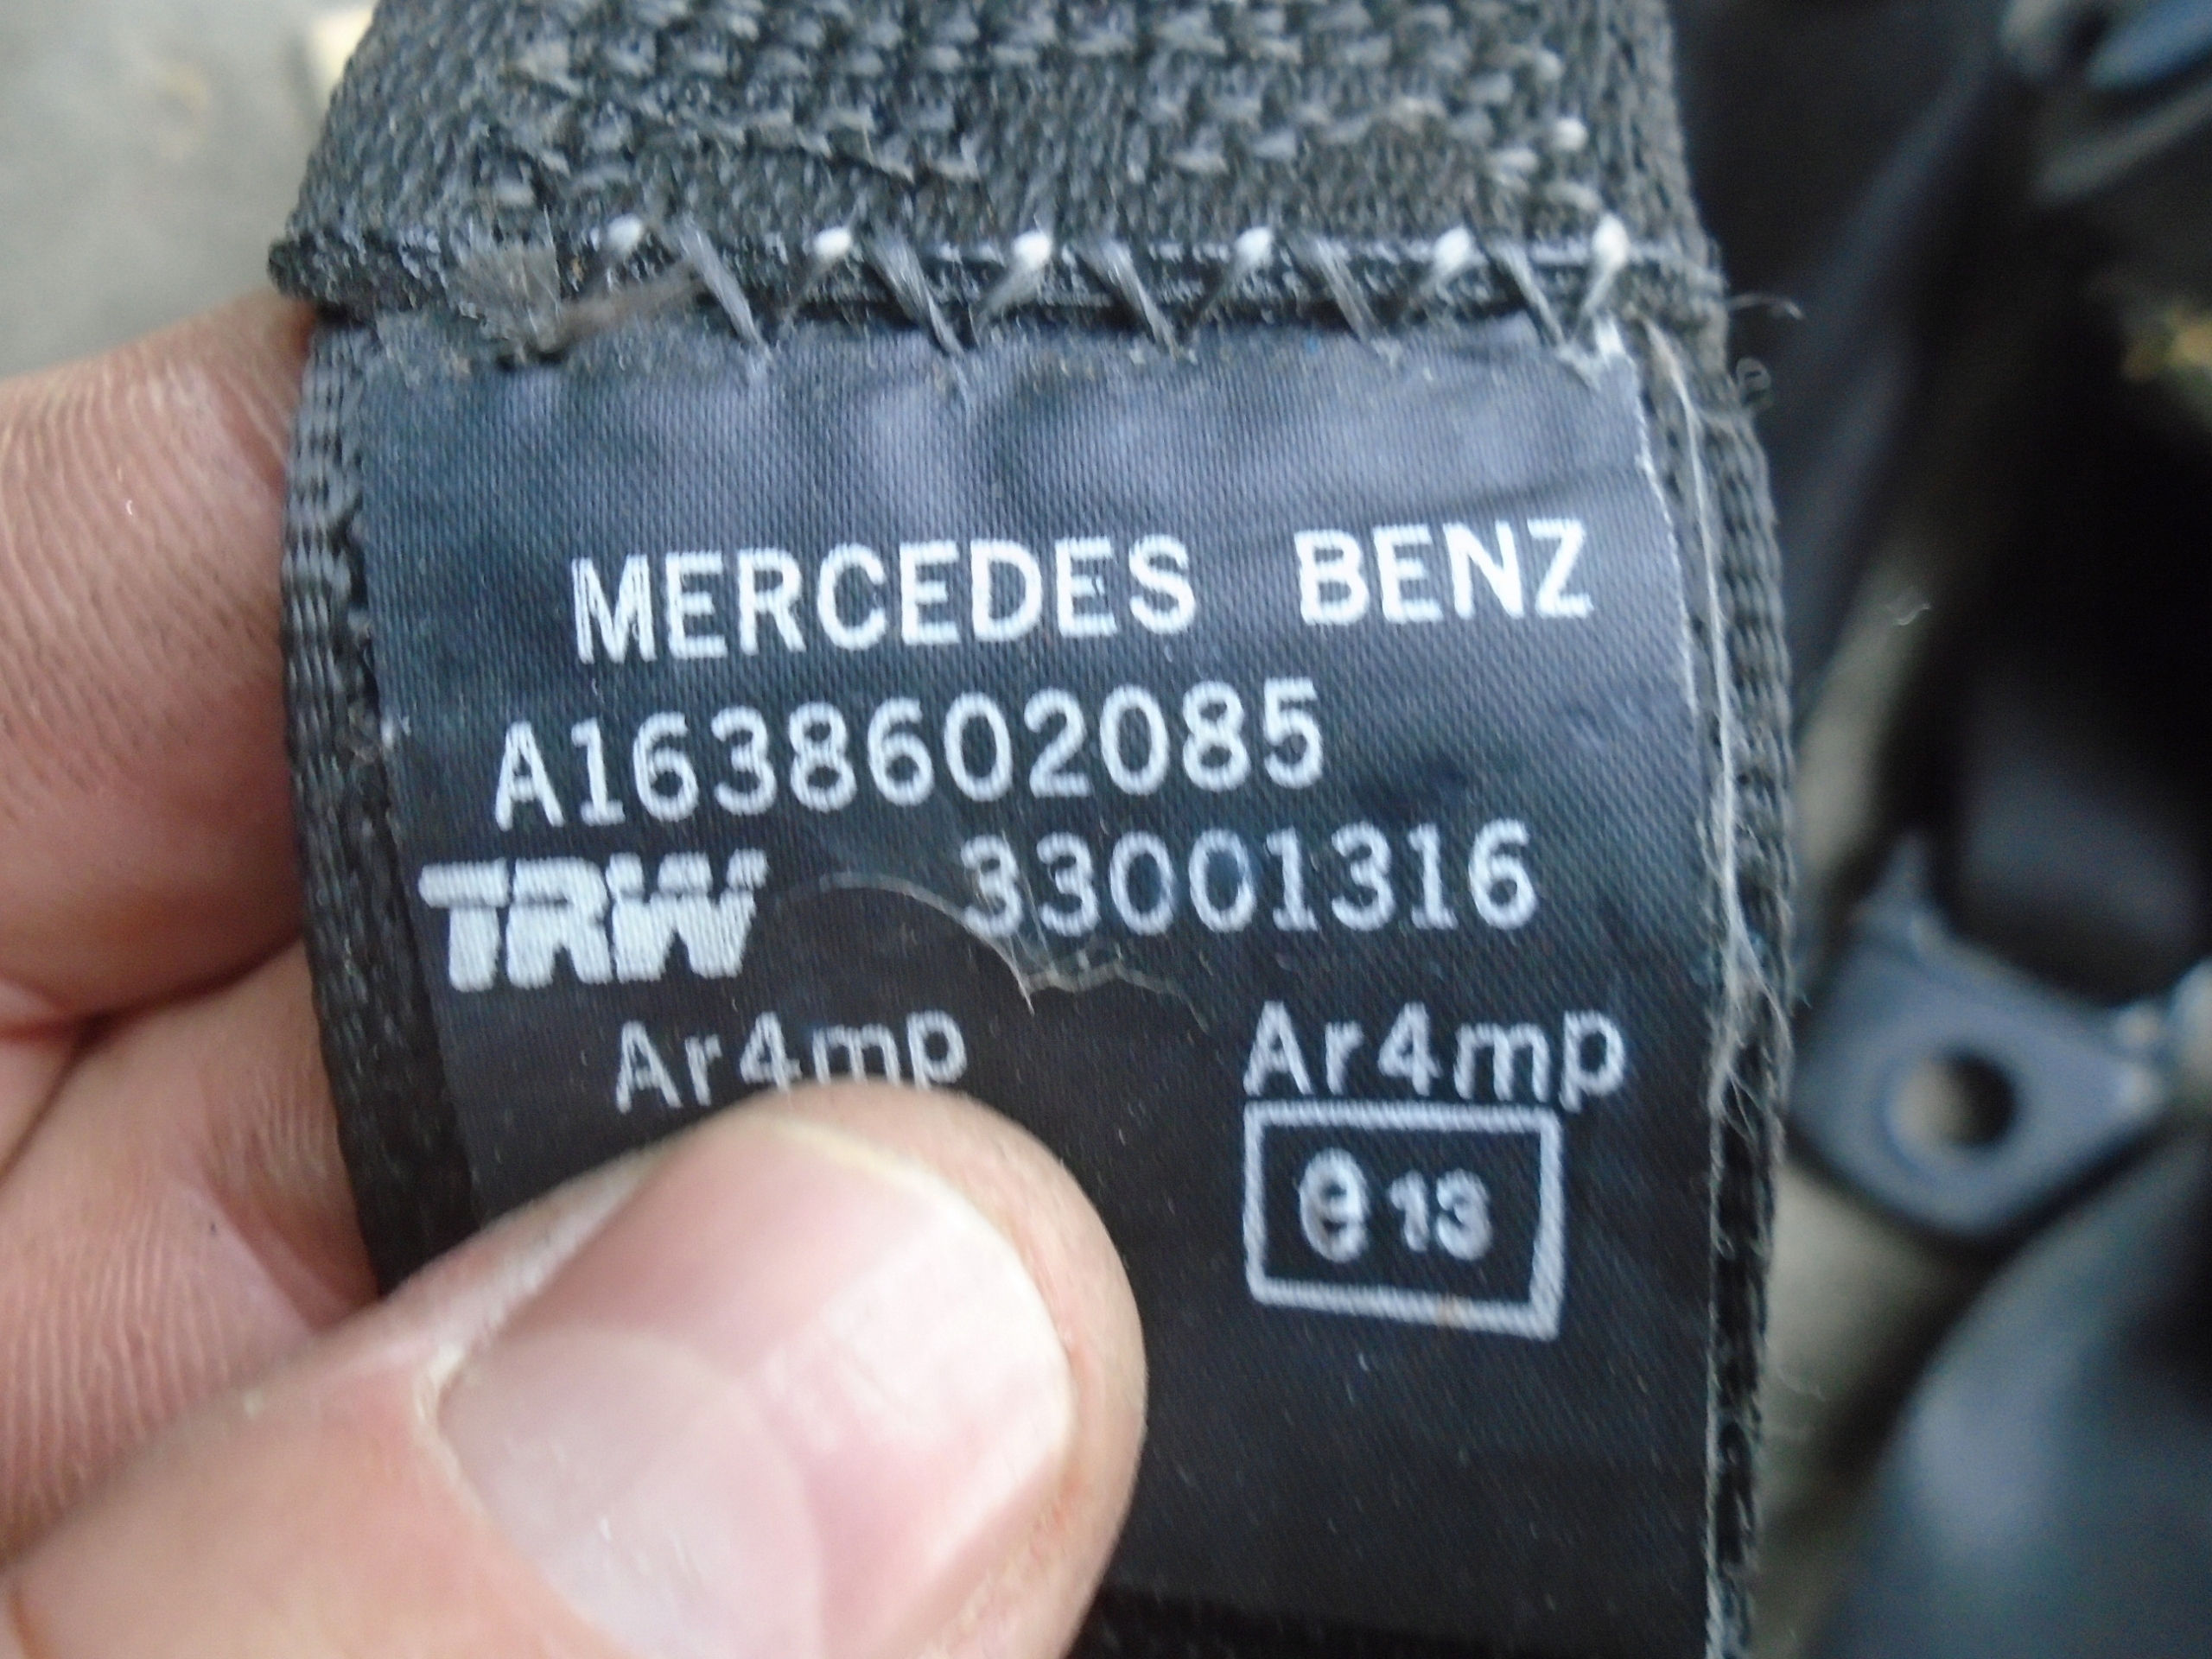 MERCEDES BENZ
A1638602085
TRW 33001316
Ar4mp Ar4mp
e13